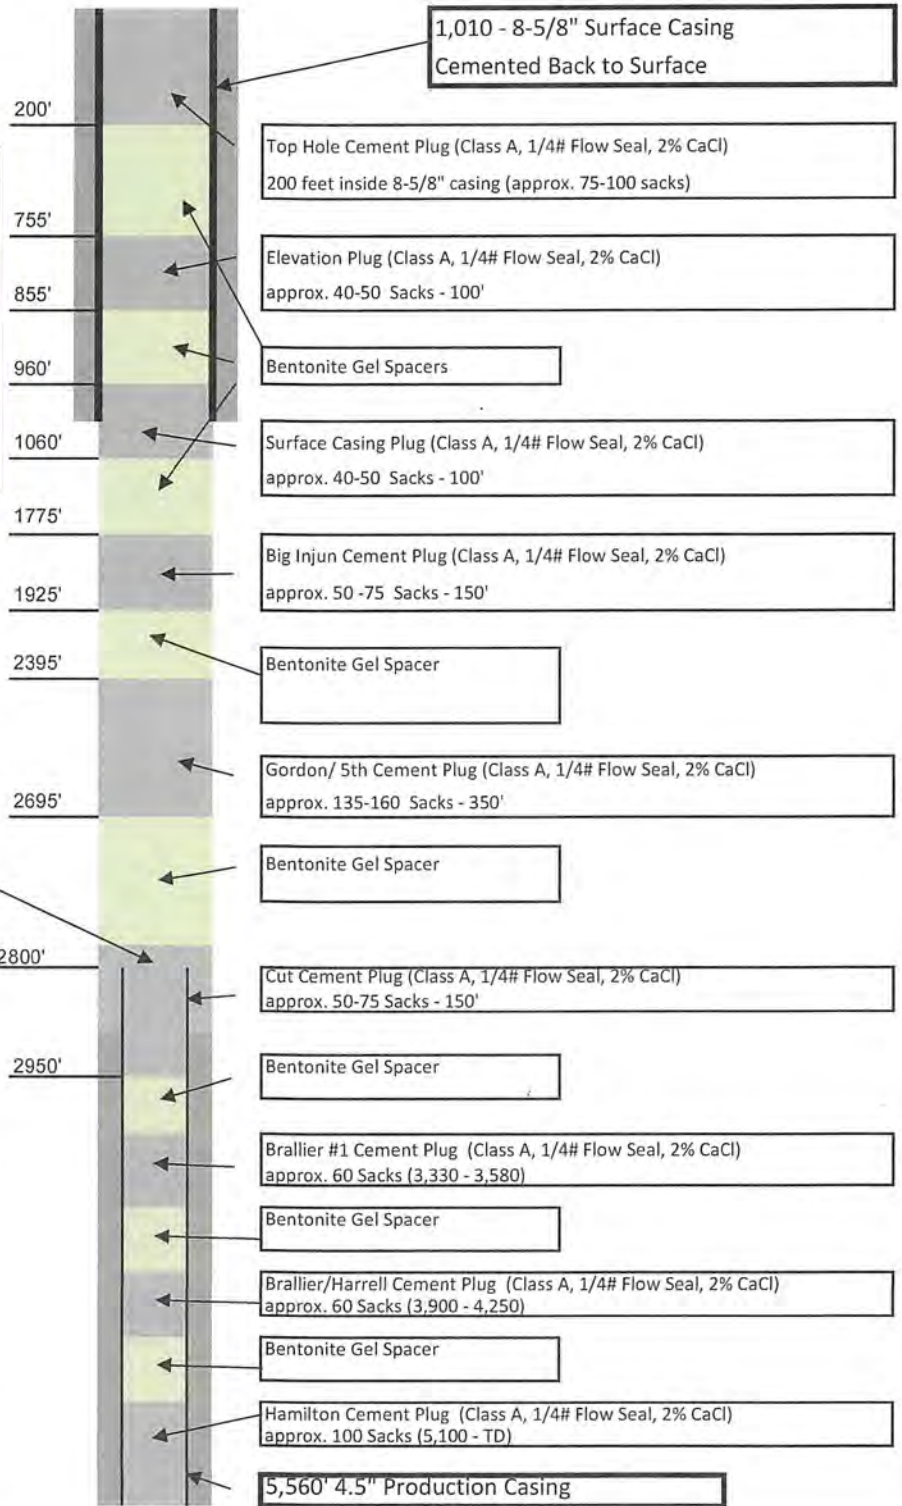 1,010 - 8-5/8" Surface Casing
Cemented Back to Surface
200'
Top Hole Cement Plug (Class A, 1/4# Flow Seal, 2% CaCl)
200 feet inside 8-5/8" casing (approx. 75-100 sacks)
755'
Elevation Plug (Class A, 1/4# Flow Seal, 2% CaCl)
approx. 40-50 Sacks - 100'
855'
Bentonite Gel Spacers
960'
Surface Casing Plug (Class A, 1/4# Flow Seal, 2% CaCl)
approx. 40-50 Sacks - 100'
1060'
1775'
Big Injun Cement Plug (Class A, 1/4# Flow Seal, 2% CaCl)
approx. 50 -75 Sacks - 150'
1925'
Bentonite Gel Spacer
2395'
Gordon/ 5th Cement Plug (Class A, 1/4# Flow Seal, 2% CaCl)
approx. 135-160 Sacks - 350'
2695'
Bentonite Gel Spacer
2800'
Cut Cement Plug (Class A, 1/4# Flow Seal, 2% CaCl)
approx. 50-75 Sacks - 150'
2950'
Bentonite Gel Spacer
Brallier #1 Cement Plug (Class A, 1/4# Flow Seal, 2% CaCl)
approx. 60 Sacks (3,330 - 3,580)
Bentonite Gel Spacer
Brallier/Harrell Cement Plug (Class A, 1/4# Flow Seal, 2% CaCl)
approx. 60 Sacks (3,900 - 4,250)
Bentonite Gel Spacer
Hamilton Cement Plug (Class A, 1/4# Flow Seal, 2% CaCl)
approx. 100 Sacks (5,100 - TD)
5,560' 4.5" Production Casing